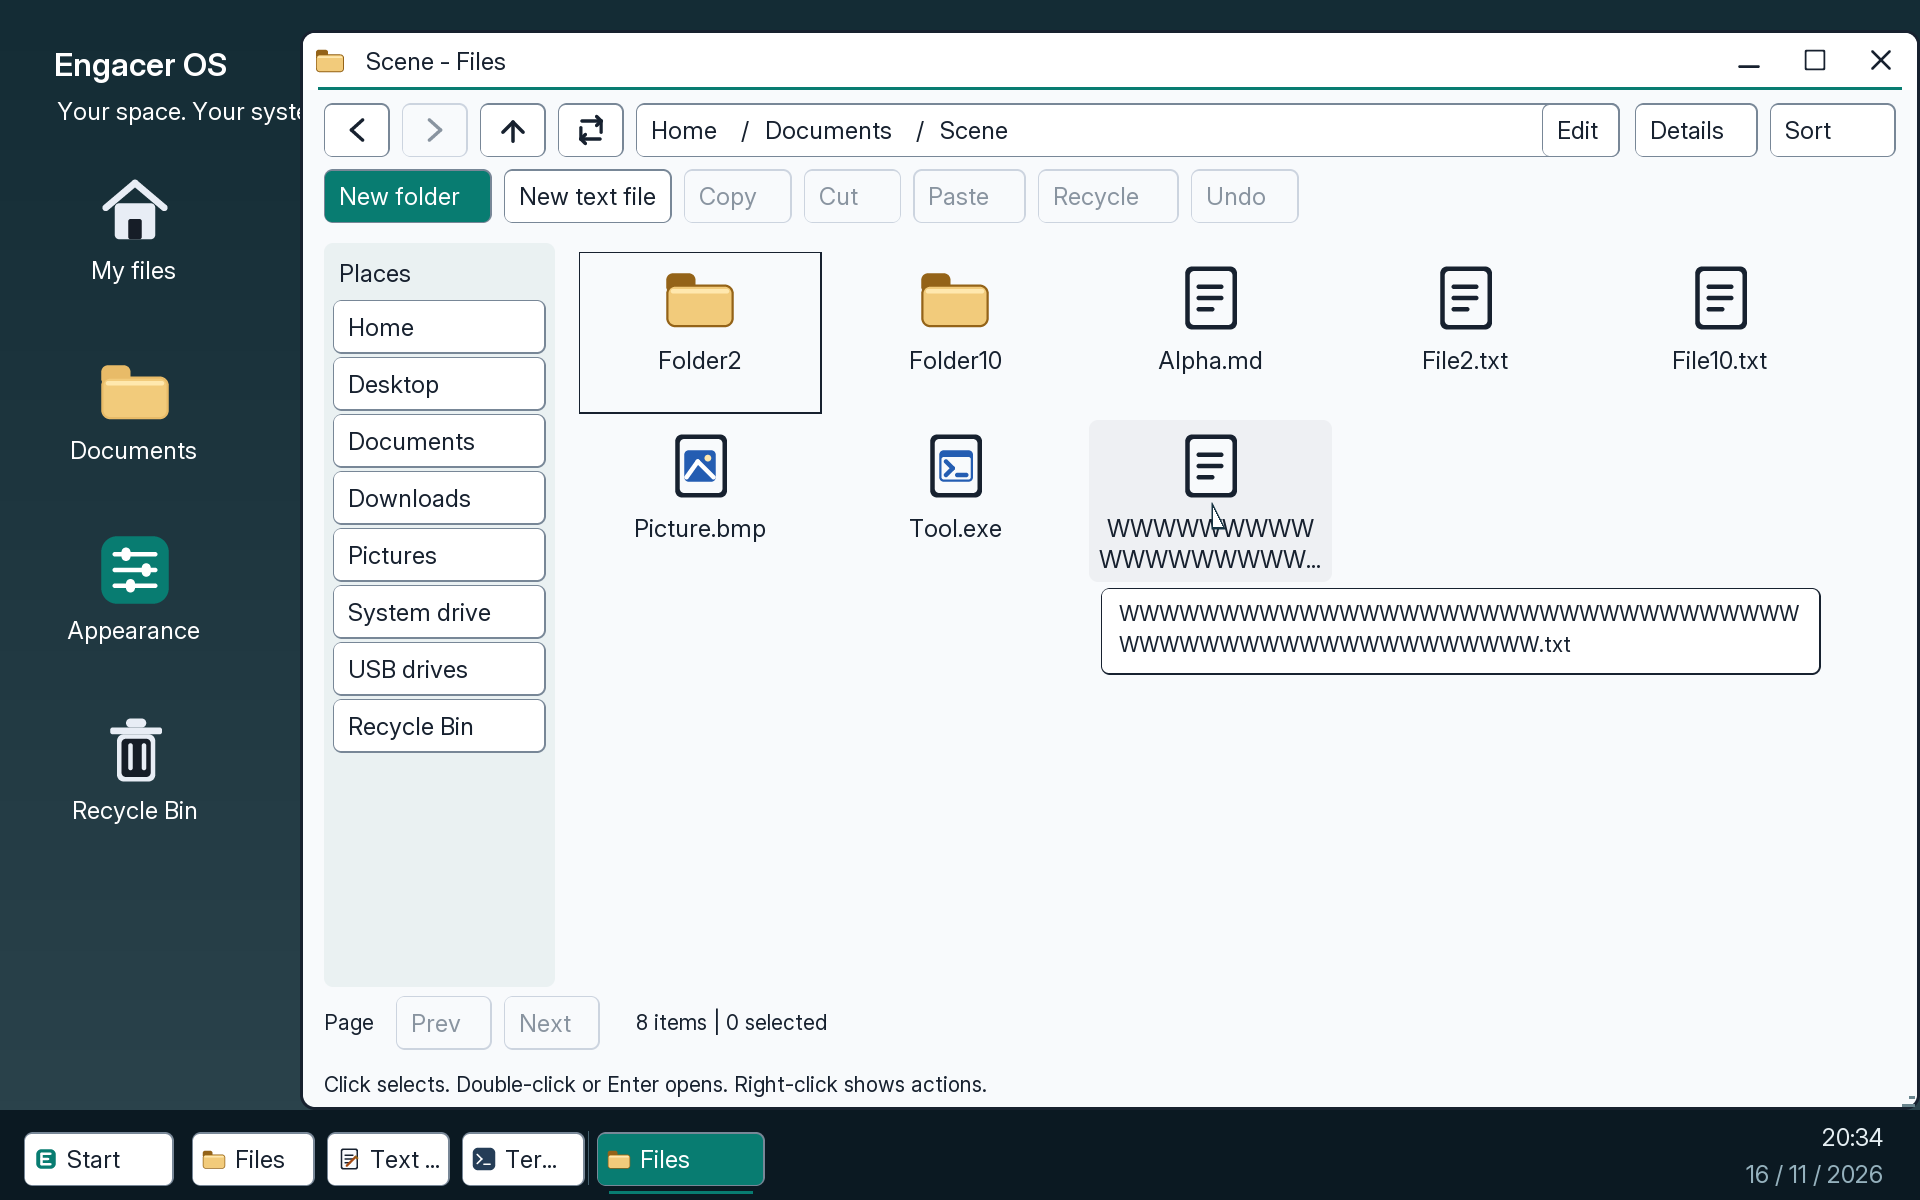 Engacer OS
Your space. Your syste
My files
Documents
Appearance
Recycle Bin
Scene - Files
Home / Documents / Scene
Edit
Details
Sort
New folder
New text file
Copy
Cut
Paste
Recycle
Undo
Places
Home
Desktop
Documents
Downloads
Pictures
System drive
USB drives
Recycle Bin
Folder2
Folder10
Alpha.md
File2.txt
File10.txt
Picture.bmp
Tool.exe
WWWWWWWWW
WWWWWWWWW...
WWWWWWWWWWWWWWWWWWWWWWWWWWWWWWWWWW
WWWWWWWWWWWWWWWWWWWWW.txt
Page
Prev
Next
8 items | 0 selected
Click selects. Double-click or Enter opens. Right-click shows actions.
Start
Files
Text ...
Ter...
Files
20:34
16 / 11 / 2026